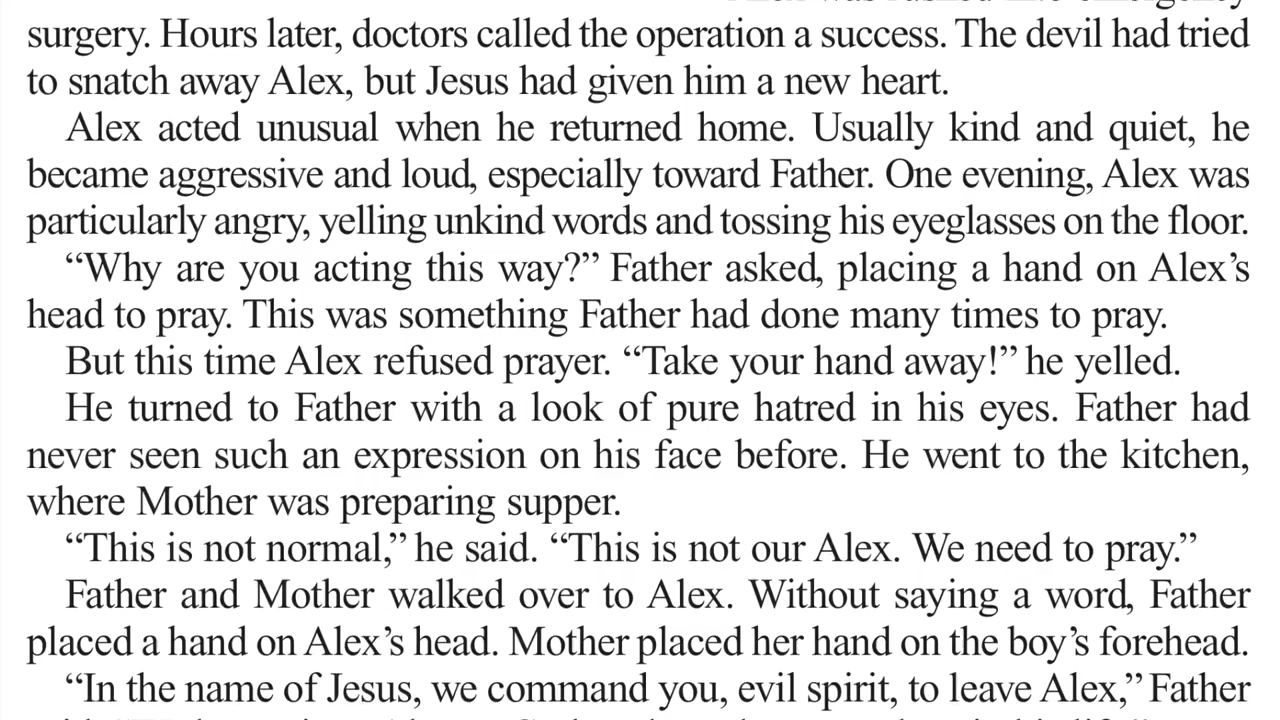 surgery. Hours later, doctors called the operation a success. The devil had tried
to snatch away Alex, but Jesus had given him a new heart.
Alex acted unusual when he returned home. Usually kind and quiet, he
became aggressive and loud, especially toward Father. One evening, Alex was
particularly angry, yelling unkind words and tossing his eyeglasses on the floor.
“Why are you acting this way?” Father asked, placing a hand on Alex’s
head to pray. This was something Father had done many times to pray.
But this time Alex refused prayer. “Take your hand away!” he yelled.
He turned to Father with a look of pure hatred in his eyes. Father had
never seen such an expression on his face before. He went to the kitchen,
where Mother was preparing supper.
“This is not normal,” he said. “This is not our Alex. We need to pray.”
Father and Mother walked over to Alex. Without saying a word, Father
placed a hand on Alex’s head. Mother placed her hand on the boy’s forehead.
“In the name of Jesus, we command you, evil spirit, to leave Alex,” Father